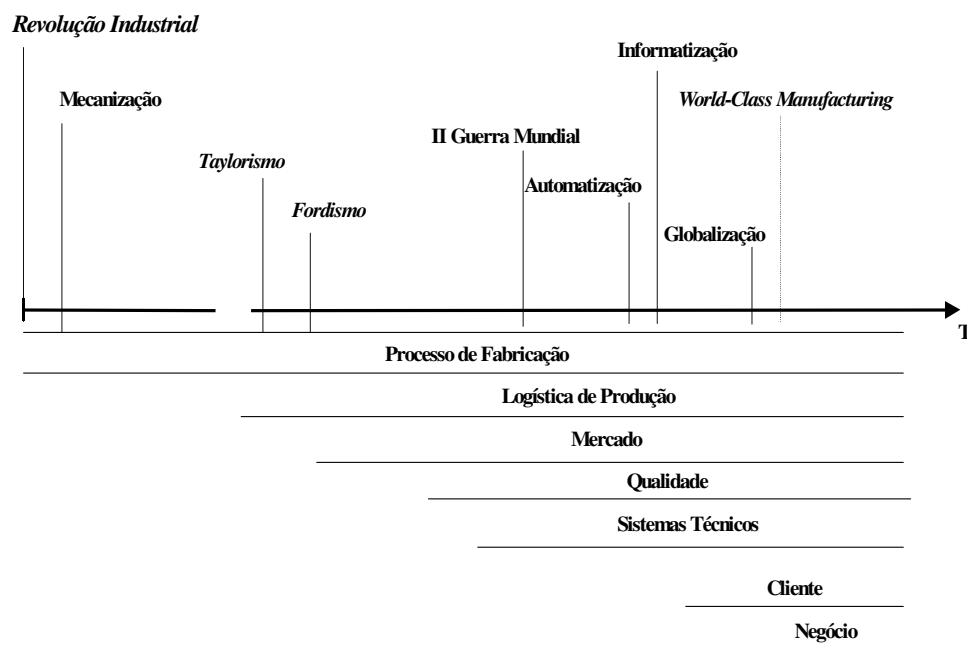 Revolução Industrial
Informatização
Mecanização
World-Class Manufacturing
II Guerra Mundial
Taylorismo
Automatização
Fordismo
Globalização
T
Processo de Fabricação
Logística de Produção
Mercado
Qualidade
Sistemas Técnicos
Cliente
Negócio